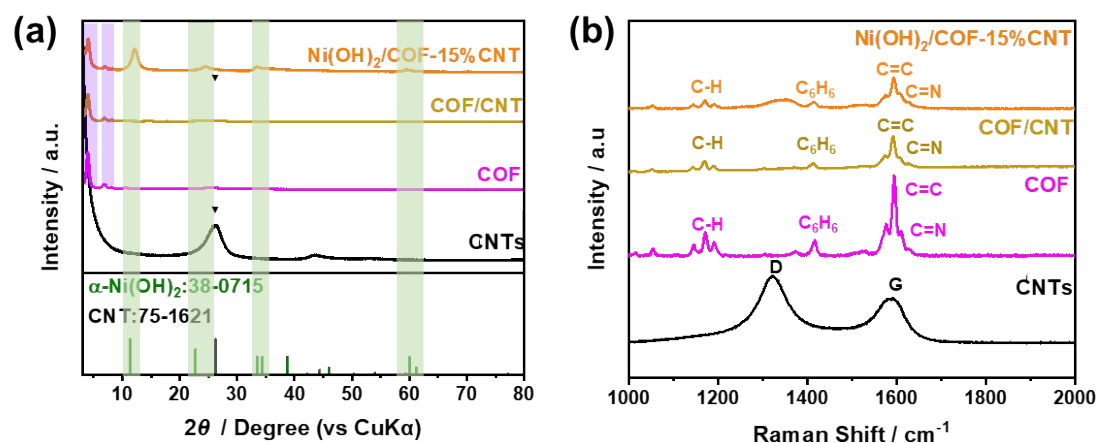 (a)
Ni(OH)₂/COF-15%CNT
COF/CNT
COF
CNTs
α-Ni(OH)₂:38-0715
CNT:75-1621
Intensity / a.u.
10 20 30 40 50 60 70 80
2θ / Degree (vs CuKα)
(b)
Ni(OH)₂/COF-15%CNT
C=C
C-H
C₆H₆
C=N
COF/CNT
C=C
C-H
C₆H₆
C=N
COF
C=C
C-H
C₆H₆
C=N
D
G
CNTs
Intensity / a.u
1000 1200 1400 1600 1800 2000
Raman Shift / cm⁻¹